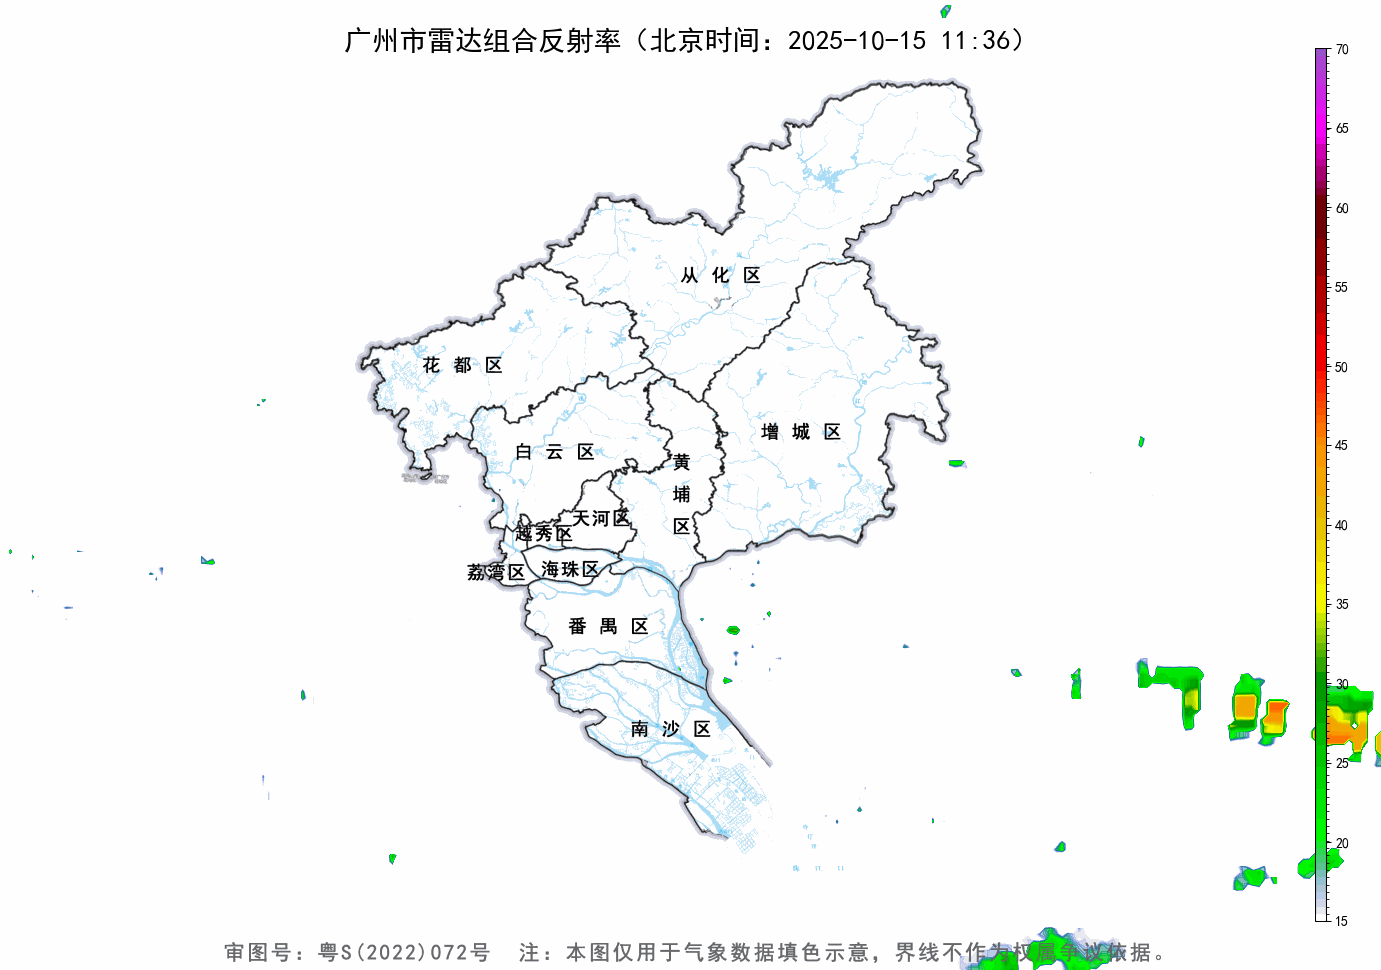 广州市雷达组合反射率（北京时间：2025-10-15 11:36）
70
65
60
55
50
45
40
35
30
25
20
15
从化区
花都区
增城区
白云区
黄埔区
天河区
越秀区
海珠区
荔湾区
番禺区
南沙区
审图号：粤S(2022)072号　注：本图仅用于气象数据填色示意，界线不作为权属争议依据。